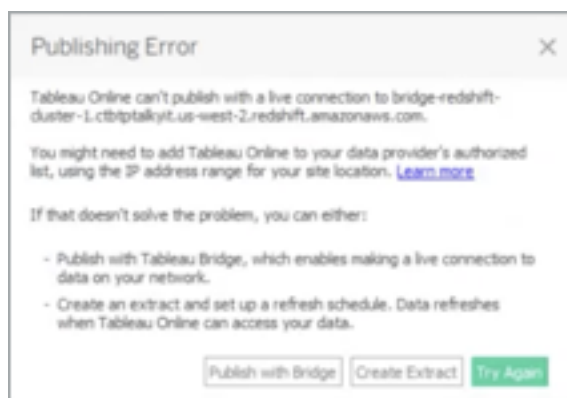 Publishing Error
Tableau Online can't publish with a live connection to bridge-redshift-
cluster-1.ctbtptalkyit.us-west-2.redshift.amazonaws.com.
You might need to add Tableau Online to your data provider's authorized
list, using the IP address range for your site location. Learn more
If that doesn't solve the problem, you can either:
- Publish with Tableau Bridge, which enables making a live connection to
data on your network.
- Create an extract and set up a refresh schedule. Data refreshes
when Tableau Online can access your data.
Publish with Bridge Create Extract Try Again